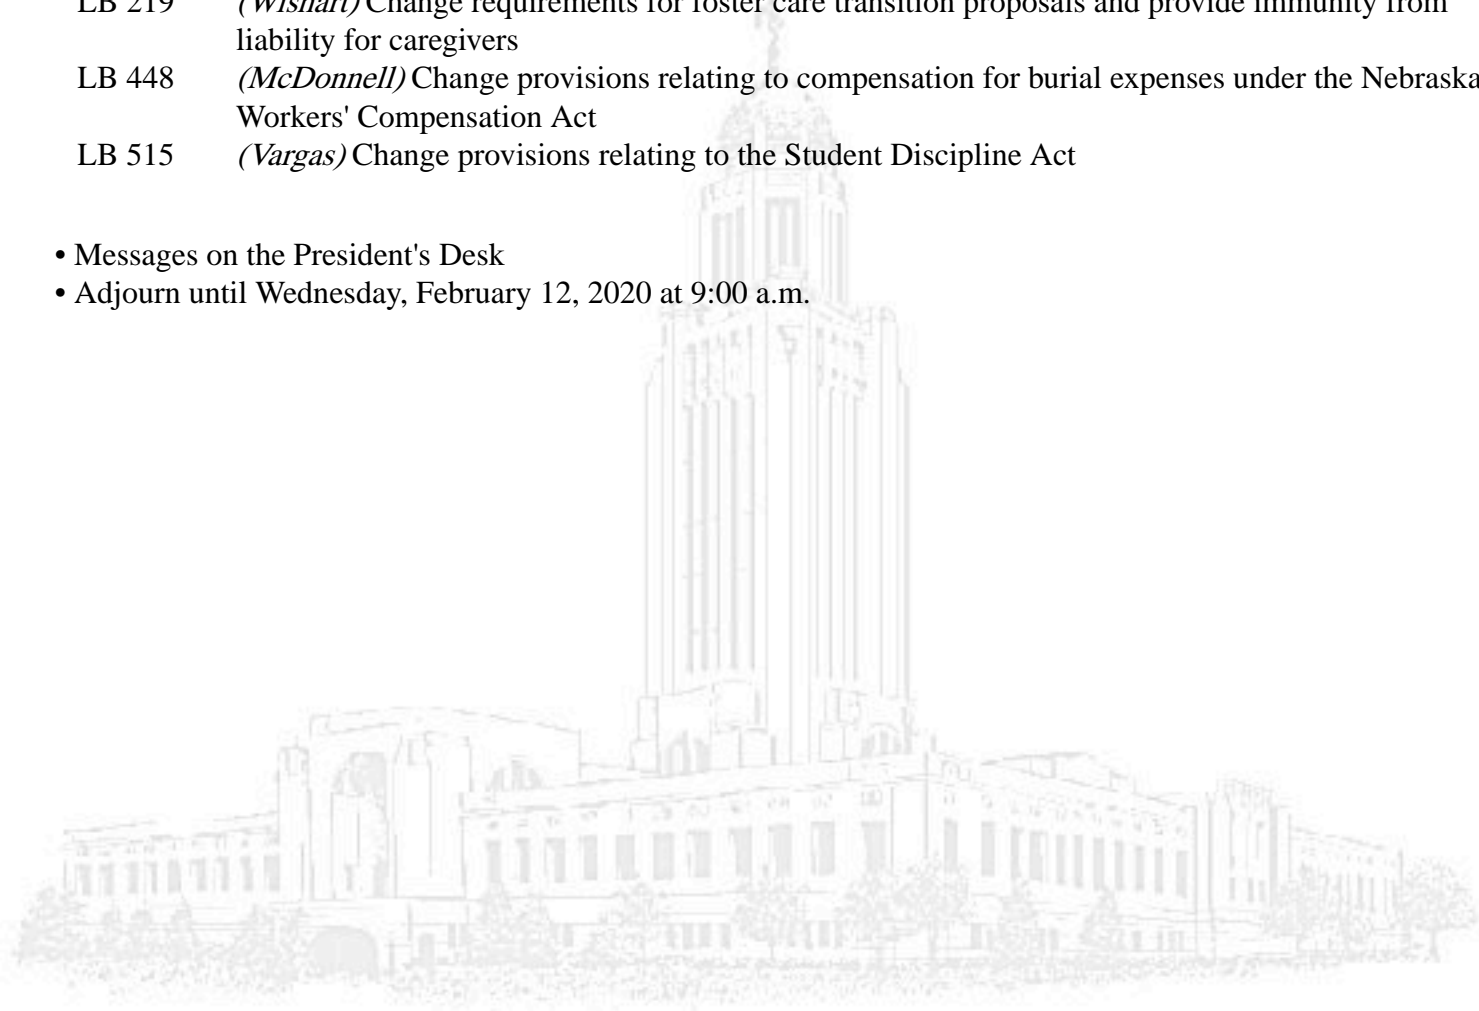 LB 219 (Wishart) Change requirements for foster care transition proposals and provide immunity from
liability for caregivers
LB 448 (McDonnell) Change provisions relating to compensation for burial expenses under the Nebraska
Workers' Compensation Act
LB 515 (Vargas) Change provisions relating to the Student Discipline Act
• Messages on the President's Desk
• Adjourn until Wednesday, February 12, 2020 at 9:00 a.m.